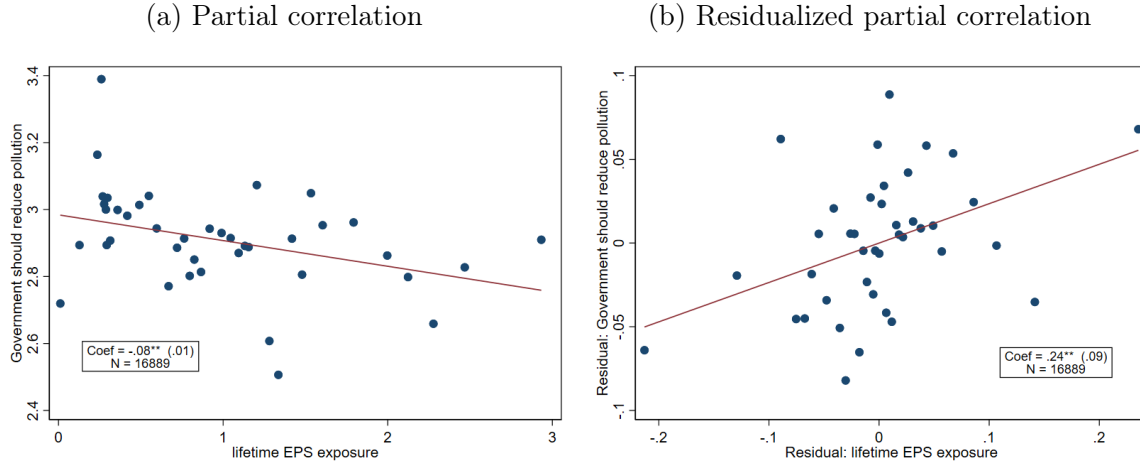 (a) Partial correlation
Government should reduce pollution
3.4
3.2
3
2.8
2.6
2.4
Coef = -.08** (.01)
N = 16889
0
1
2
3
lifetime EPS exposure
(b) Residualized partial correlation
Residual: Government should reduce pollution
.1
.05
0
-.05
-.1
Coef = .24** (.09)
N = 16889
-.2
-.1
0
.1
.2
Residual: lifetime EPS exposure